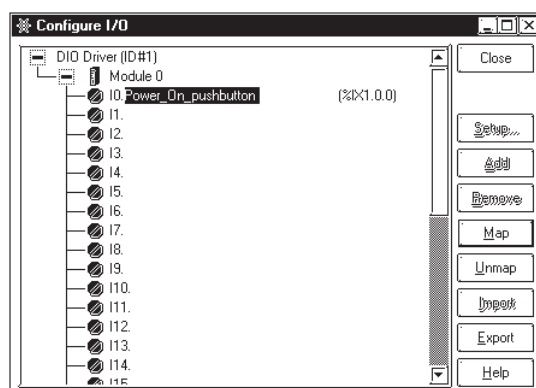 Configure I/O
DIO Driver (ID#1)
Module 0
I0.Power_On_pushbutton (%IX1.0.0)
I1.
I2.
I3.
I4.
I5.
I6.
I7.
I8.
I9.
I10.
I11.
I12.
I13.
I14.
I15.
Close
Setup...
Add
Remove
Map
Unmap
Import
Export
Help